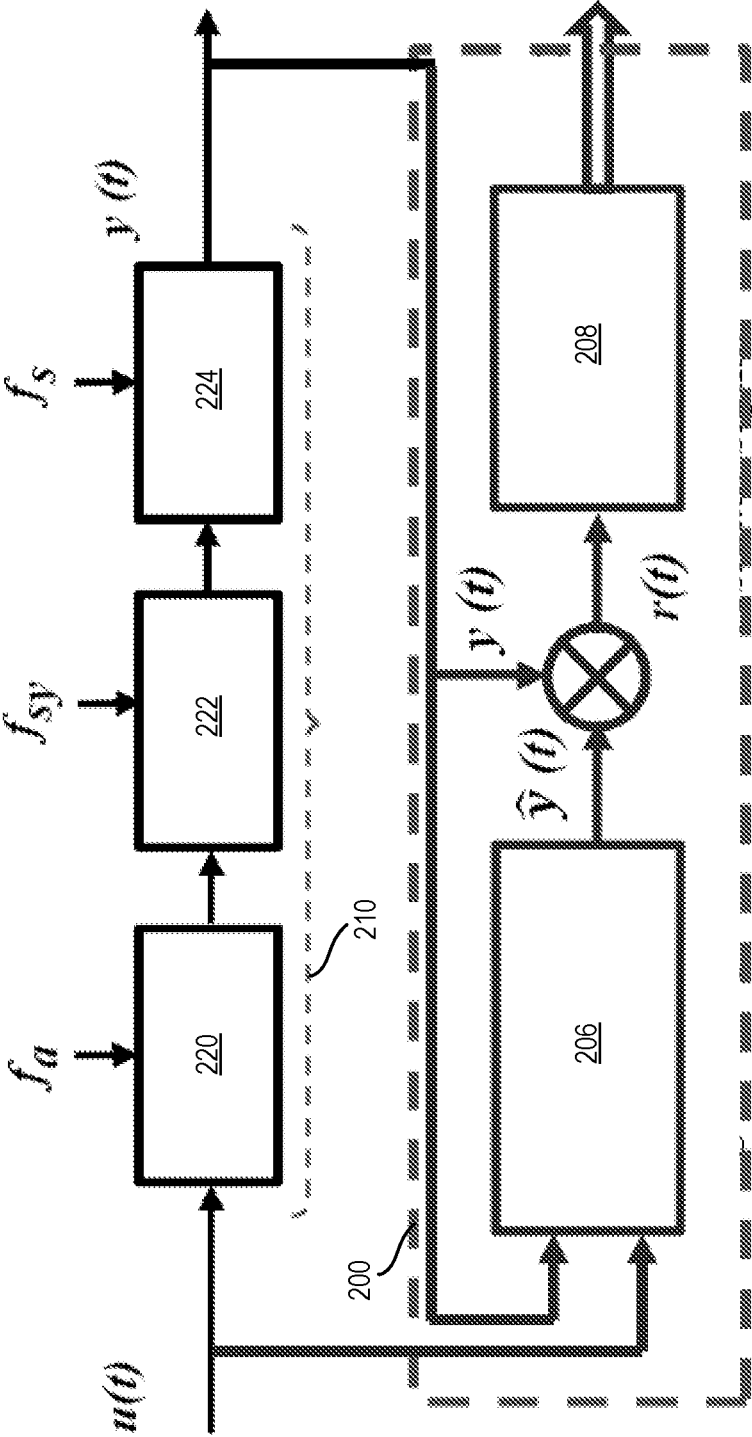 u(t)
f_a
f_sy
f_s
y (t)
220
222
224
210
200
y (t)
ŷ (t)
r(t)
206
208